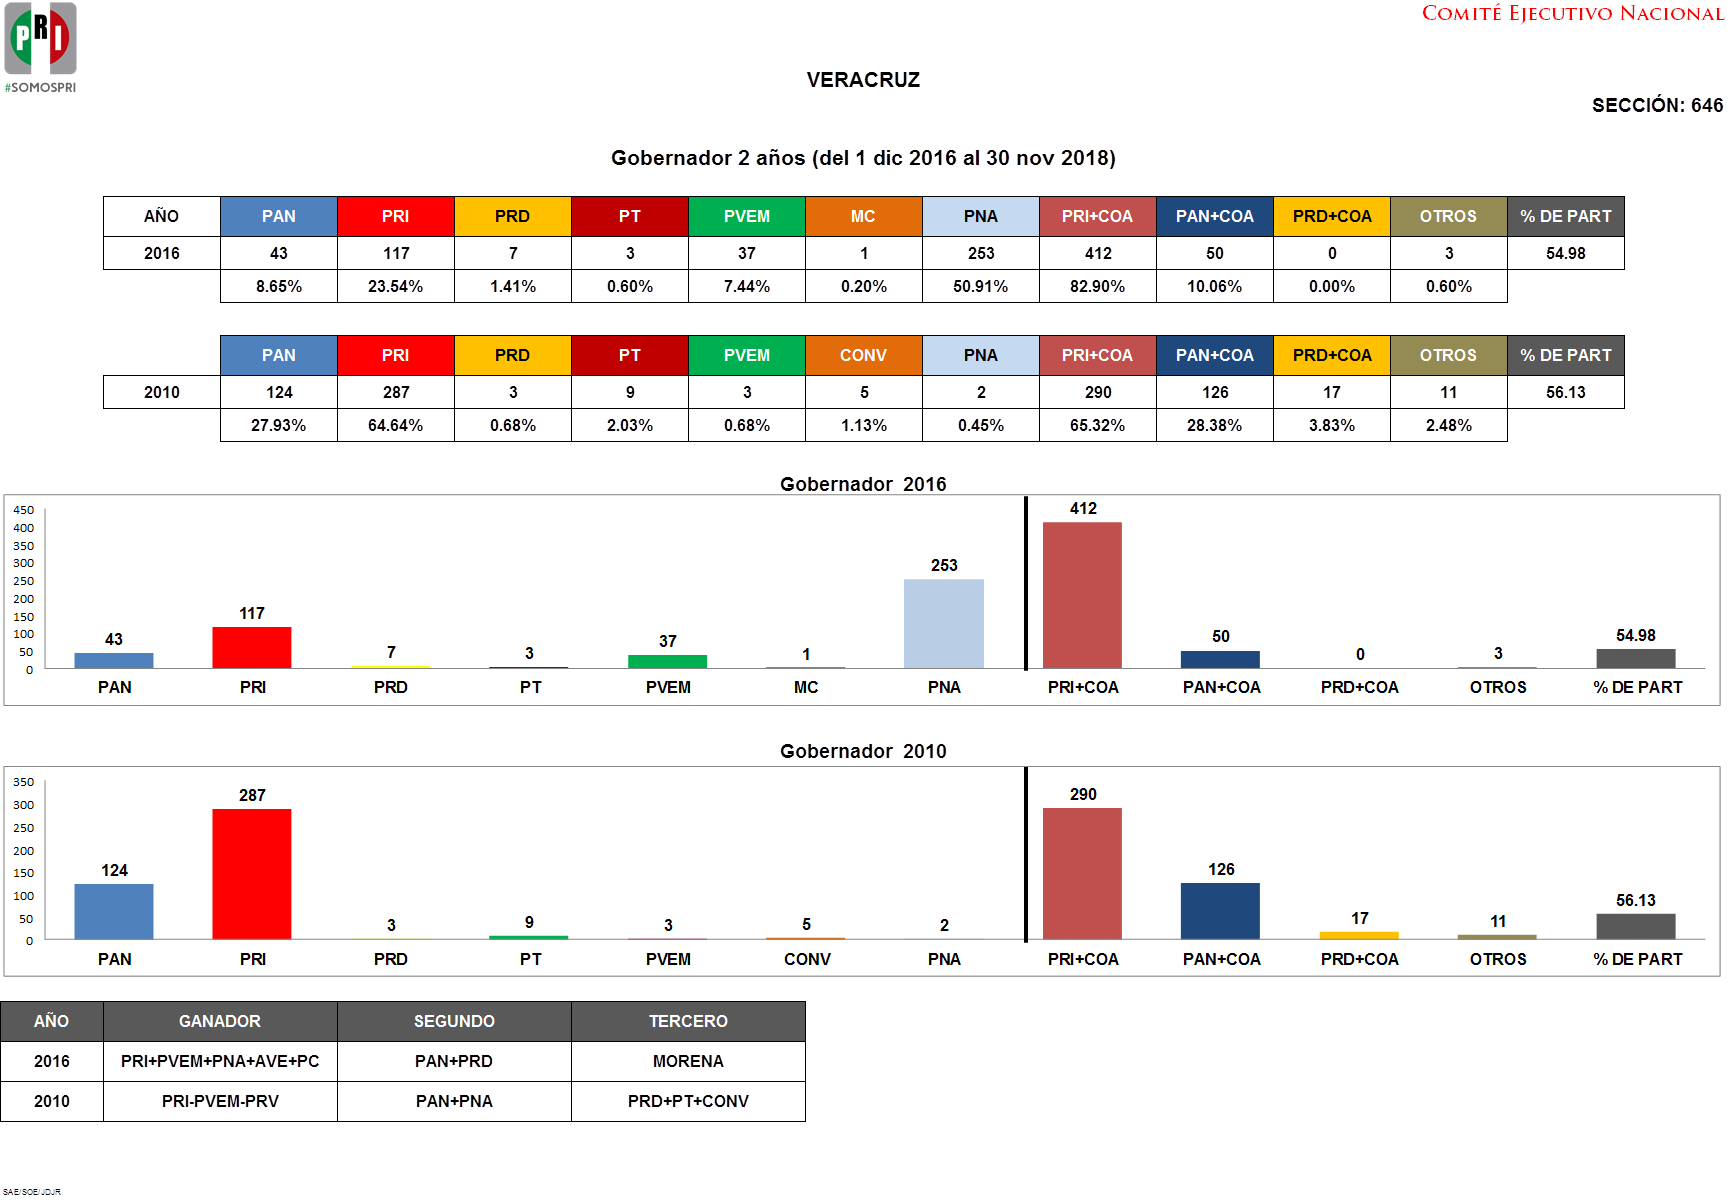 PRI
#SOMOSPRI
COMITÉ EJECUTIVO NACIONAL
VERACRUZ
SECCIÓN: 646
Gobernador 2 años (del 1 dic 2016 al 30 nov 2018)
AÑO PAN PRI PRD PT PVEM MC PNA PRI+COA PAN+COA PRD+COA OTROS % DE PART
2016 43 117 7 3 37 1 253 412 50 0 3 54.98
8.65% 23.54% 1.41% 0.60% 7.44% 0.20% 50.91% 82.90% 10.06% 0.00% 0.60%
PAN PRI PRD PT PVEM CONV PNA PRI+COA PAN+COA PRD+COA OTROS % DE PART
2010 124 287 3 9 3 5 2 290 126 17 11 56.13
27.93% 64.64% 0.68% 2.03% 0.68% 1.13% 0.45% 65.32% 28.38% 3.83% 2.48%
Gobernador 2016
450
400
350
300
250
200
150
100
50
0
43 117 7 3 37 1 253 412 50 0 3 54.98
PAN PRI PRD PT PVEM MC PNA PRI+COA PAN+COA PRD+COA OTROS % DE PART
Gobernador 2010
350
300
250
200
150
100
50
0
124 287 3 9 3 5 2 290 126 17 11 56.13
PAN PRI PRD PT PVEM CONV PNA PRI+COA PAN+COA PRD+COA OTROS % DE PART
AÑO GANADOR SEGUNDO TERCERO
2016 PRI+PVEM+PNA+AVE+PC PAN+PRD MORENA
2010 PRI-PVEM-PRV PAN+PNA PRD+PT+CONV
SAE/SOE/JDJR